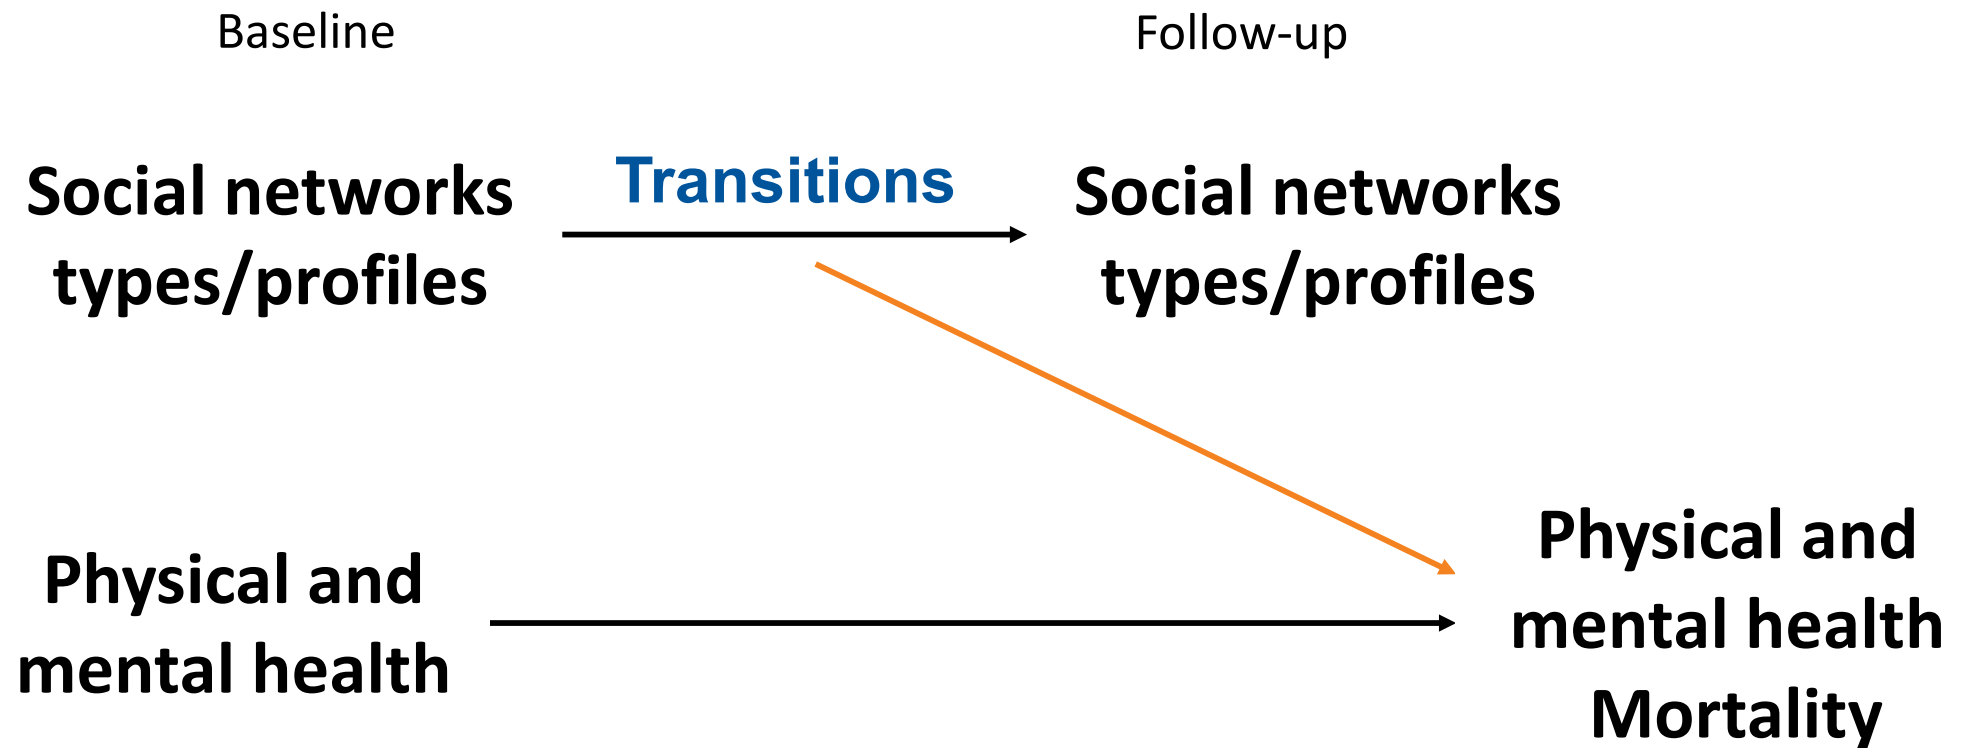 Baseline
Follow-up
Social networks
types/profiles
Transitions
Social networks
types/profiles
Physical and
mental health
Physical and
mental health
Mortality